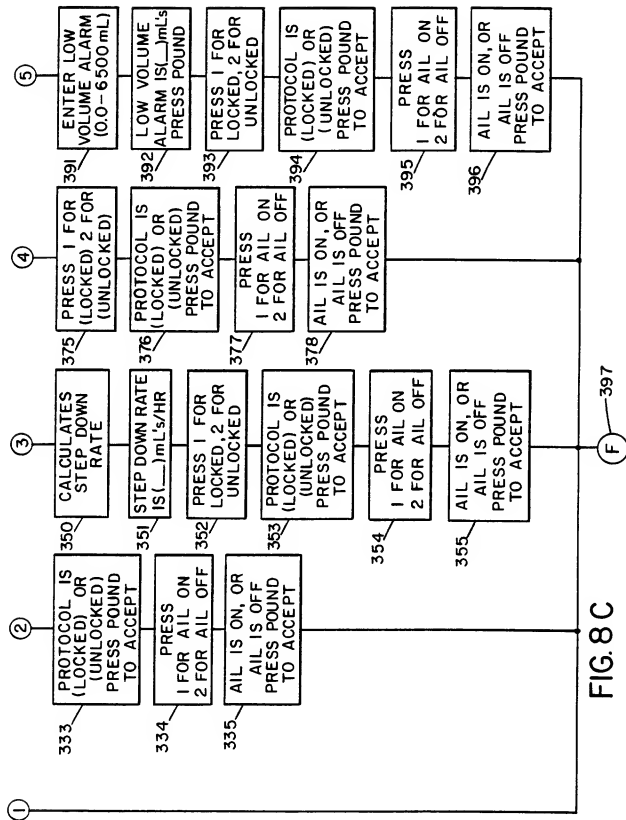 1
2
333
PROTOCOL IS
(LOCKED) OR
(UNLOCKED)
PRESS POUND
TO ACCEPT
334
PRESS
1 FOR AIL ON
2 FOR AIL OFF
335
AIL IS ON, OR
AIL IS OFF
PRESS POUND
TO ACCEPT
3
350
CALCULATES
STEP DOWN
RATE
351
STEP DOWN RATE
IS (__)mL's/HR
352
PRESS 1 FOR
LOCKED, 2 FOR
UNLOCKED
353
PROTOCOL IS
(LOCKED) OR
(UNLOCKED)
PRESS POUND
TO ACCEPT
354
PRESS
1 FOR AIL ON
2 FOR AIL OFF
355
AIL IS ON, OR
AIL IS OFF
PRESS POUND
TO ACCEPT
4
375
PRESS 1 FOR
(LOCKED) 2 FOR
(UNLOCKED)
376
PROTOCOL IS
(LOCKED) OR
(UNLOCKED)
PRESS POUND
TO ACCEPT
377
PRESS
1 FOR AIL ON
2 FOR AIL OFF
378
AIL IS ON, OR
AIL IS OFF
PRESS POUND
TO ACCEPT
5
391
ENTER LOW
VOLUME ALARM
(0.0-6500mL)
392
LOW VOLUME
ALARM IS(__)mL's
PRESS POUND
393
PRESS 1 FOR
LOCKED, 2 FOR
UNLOCKED
394
PROTOCOL IS
(LOCKED) OR
(UNLOCKED)
PRESS POUND
TO ACCEPT
395
PRESS
1 FOR AIL ON
2 FOR AIL OFF
396
AIL IS ON, OR
AIL IS OFF
PRESS POUND
TO ACCEPT
F
397
FIG. 8C